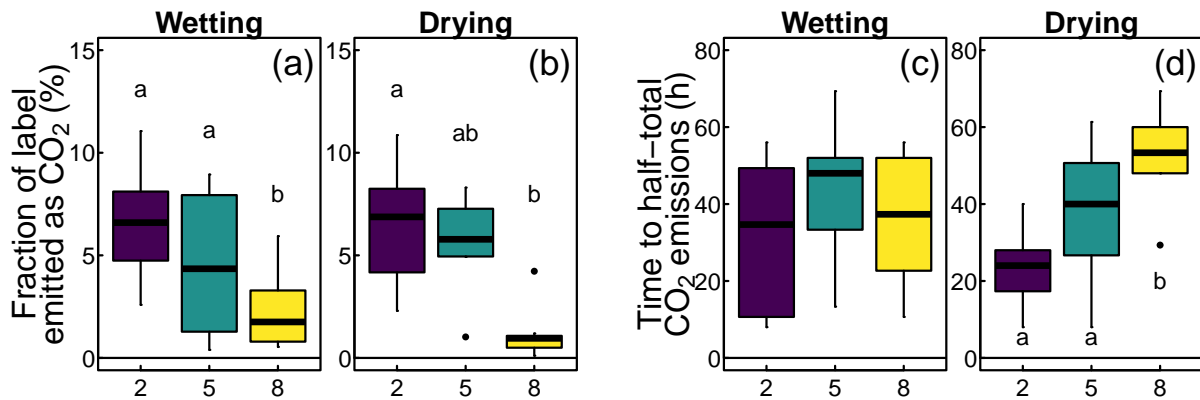 Wetting
Drying
Wetting
Drying
Fraction of label
emitted as CO₂ (%)
15
10
5
0
(a)
a
a
b
2
5
8
15
10
5
0
(b)
a
ab
b
2
5
8
Time to half−total
CO₂ emissions (h)
80
60
40
20
0
(c)
2
5
8
80
60
40
20
0
(d)
a
a
b
2
5
8